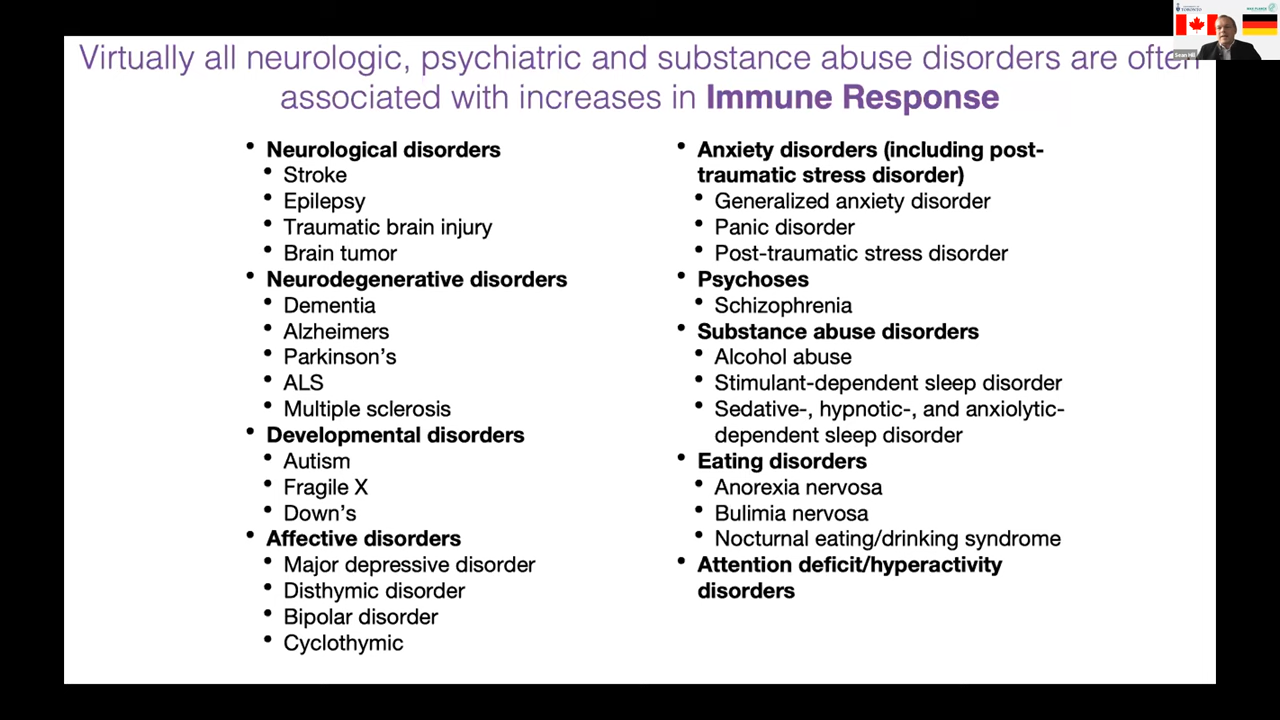 Virtually all neurologic, psychiatric and substance abuse disorders are often
associated with increases in Immune Response
• Neurological disorders
• Stroke
• Epilepsy
• Traumatic brain injury
• Brain tumor
• Neurodegenerative disorders
• Dementia
• Alzheimers
• Parkinson's
• ALS
• Multiple sclerosis
• Developmental disorders
• Autism
• Fragile X
• Down's
• Affective disorders
• Major depressive disorder
• Disthymic disorder
• Bipolar disorder
• Cyclothymic
• Anxiety disorders (including post-
traumatic stress disorder)
• Generalized anxiety disorder
• Panic disorder
• Post-traumatic stress disorder
• Psychoses
• Schizophrenia
• Substance abuse disorders
• Alcohol abuse
• Stimulant-dependent sleep disorder
• Sedative-, hypnotic-, and anxiolytic-
dependent sleep disorder
• Eating disorders
• Anorexia nervosa
• Bulimia nervosa
• Nocturnal eating/drinking syndrome
• Attention deficit/hyperactivity
disorders
TORONTO
Sean Hill